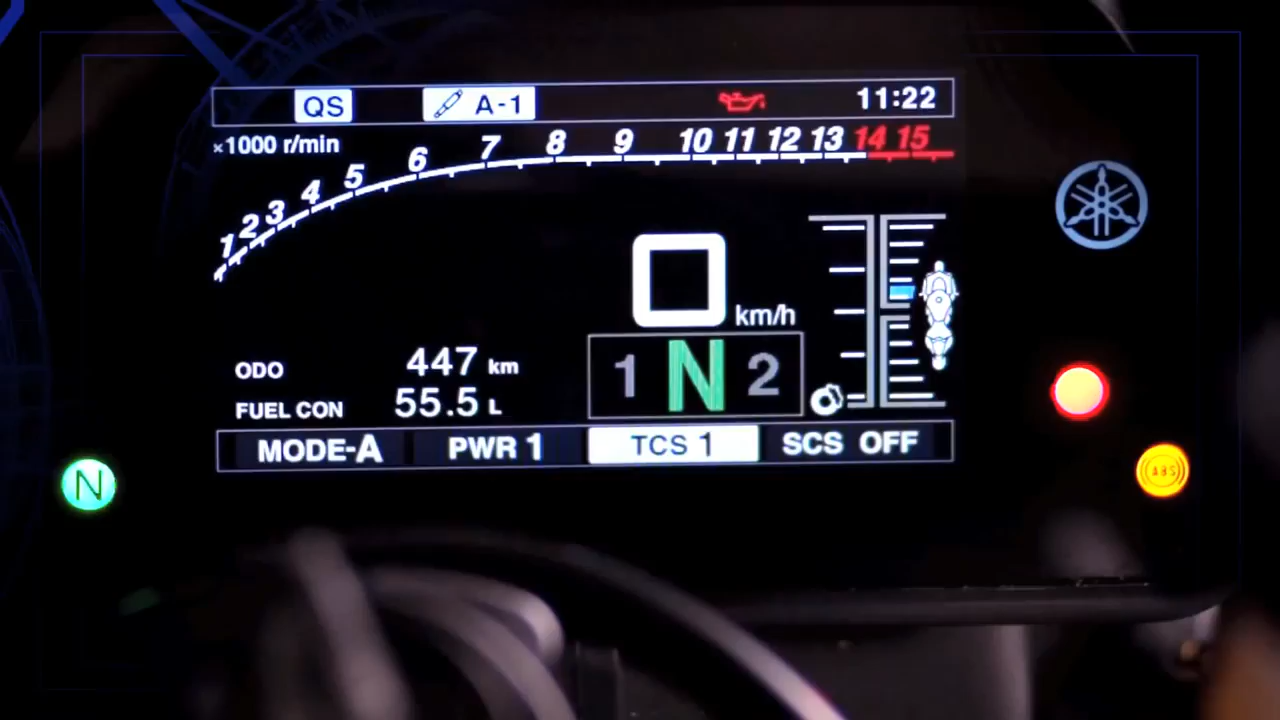 QS A-1 11:22
×1000 r/min
1 2 3 4 5 6 7 8 9 10 11 12 13 14 15
0 km/h
ODO 447 km
1 N 2
FUEL CON 55.5 L
MODE-A PWR 1 TCS 1 SCS OFF
N
ABS